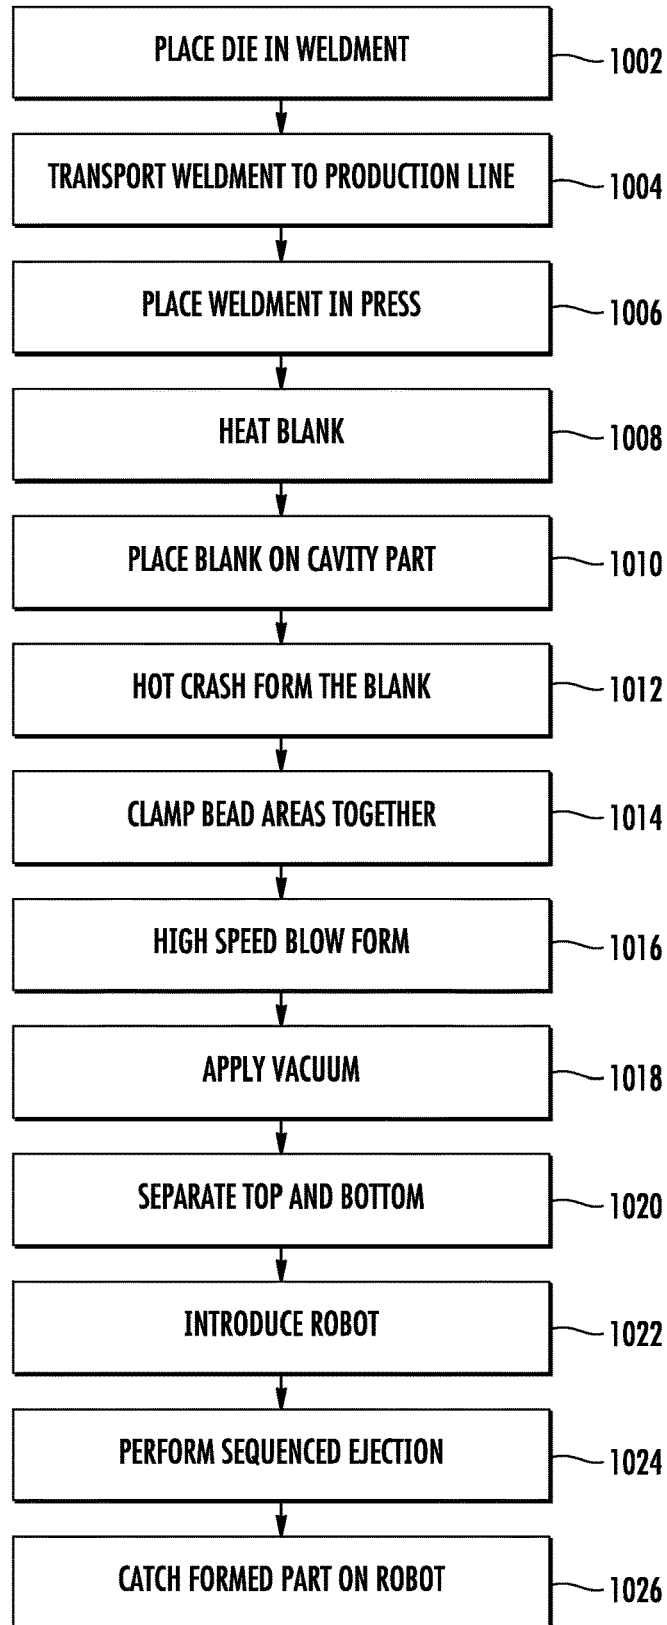 PLACE DIE IN WELDMENT
1002
TRANSPORT WELDMENT TO PRODUCTION LINE
1004
PLACE WELDMENT IN PRESS
1006
HEAT BLANK
1008
PLACE BLANK ON CAVITY PART
1010
HOT CRASH FORM THE BLANK
1012
CLAMP BEAD AREAS TOGETHER
1014
HIGH SPEED BLOW FORM
1016
APPLY VACUUM
1018
SEPARATE TOP AND BOTTOM
1020
INTRODUCE ROBOT
1022
PERFORM SEQUENCED EJECTION
1024
CATCH FORMED PART ON ROBOT
1026